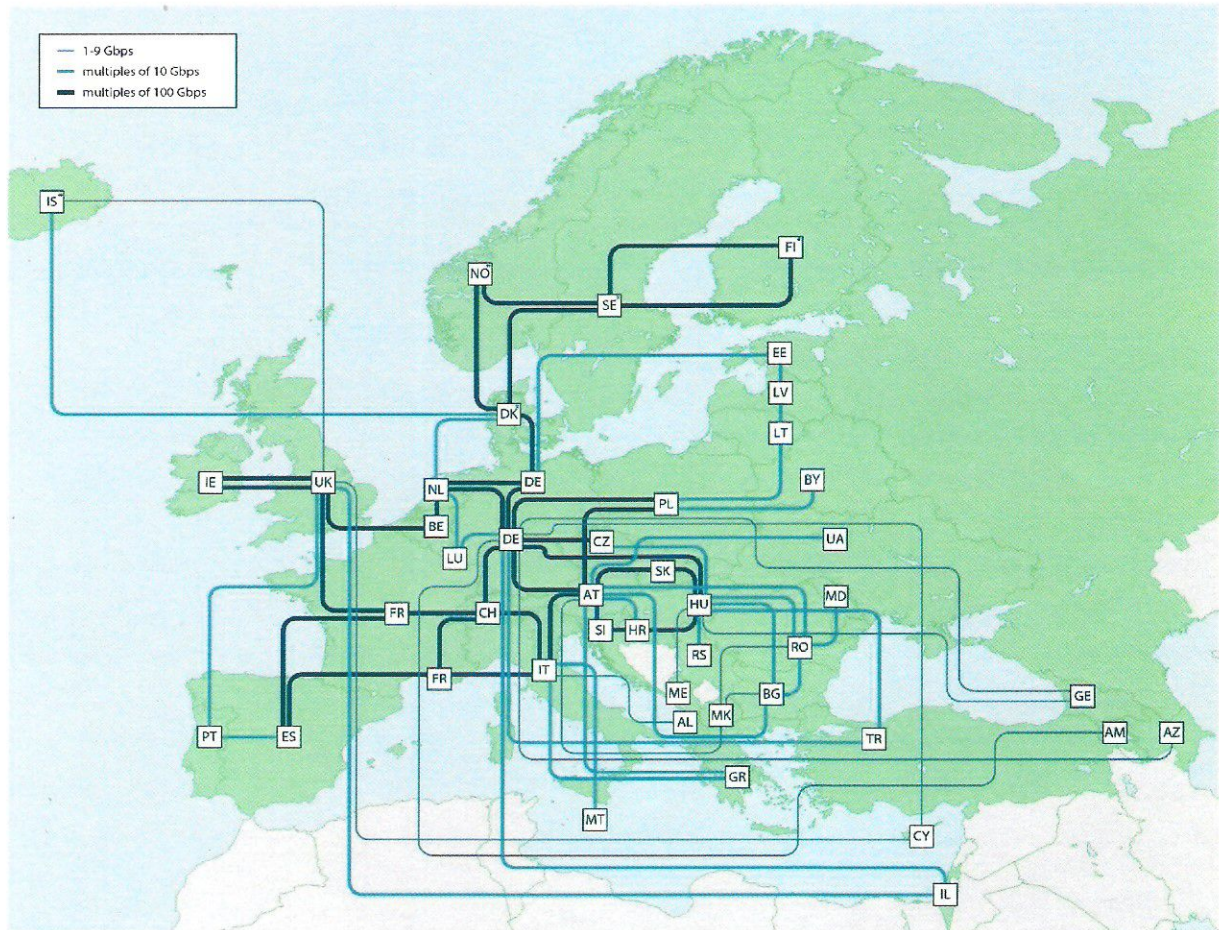 1-9 Gbps
multiples of 10 Gbps
multiples of 100 Gbps
IS
FI
NO
SE
EE
LV
DK
LT
IE
UK
NL
DE
BY
PL
BE
LU
DE
CZ
UA
SK
AT
HU
MD
FR
CH
SI
HR
RS
RO
IT
FR
ME
BG
GE
MK
AL
PT
ES
TR
AM
AZ
GR
MT
CY
IL